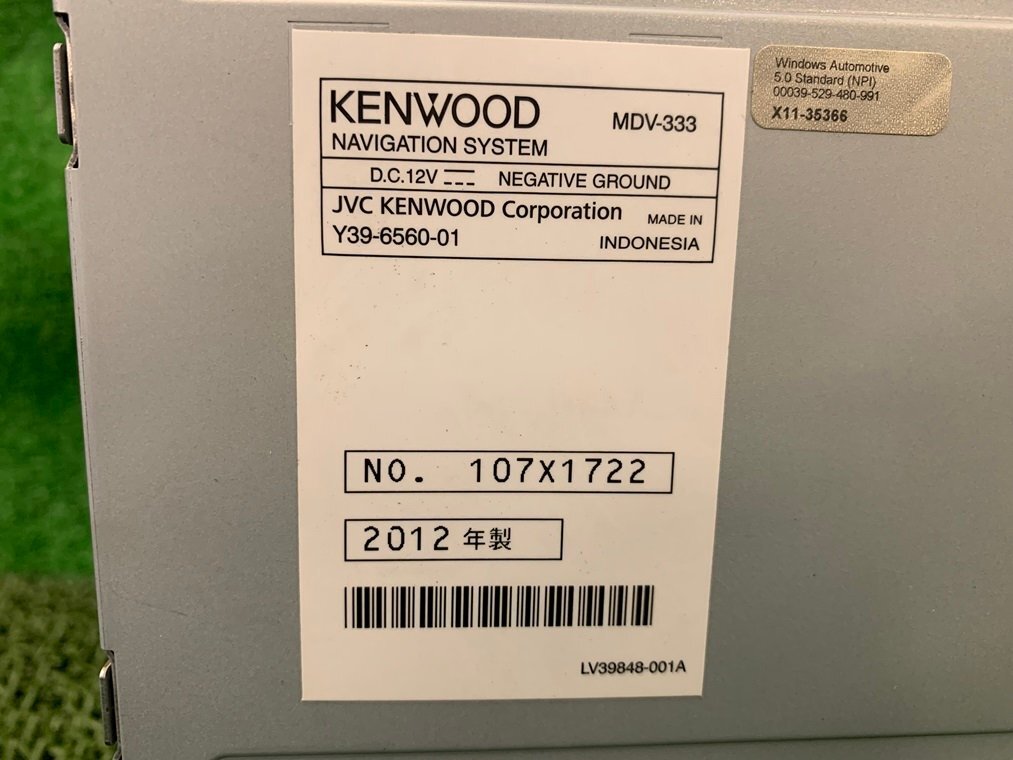 KENWOOD MDV-333
NAVIGATION SYSTEM
D.C.12V NEGATIVE GROUND
JVC KENWOOD Corporation MADE IN
Y39-6560-01 INDONESIA
NO. 107X1722
2012 年製
LV39848-001A
Windows Automotive
5.0 Standard (NPI)
00039-529-480-991
X11-35366